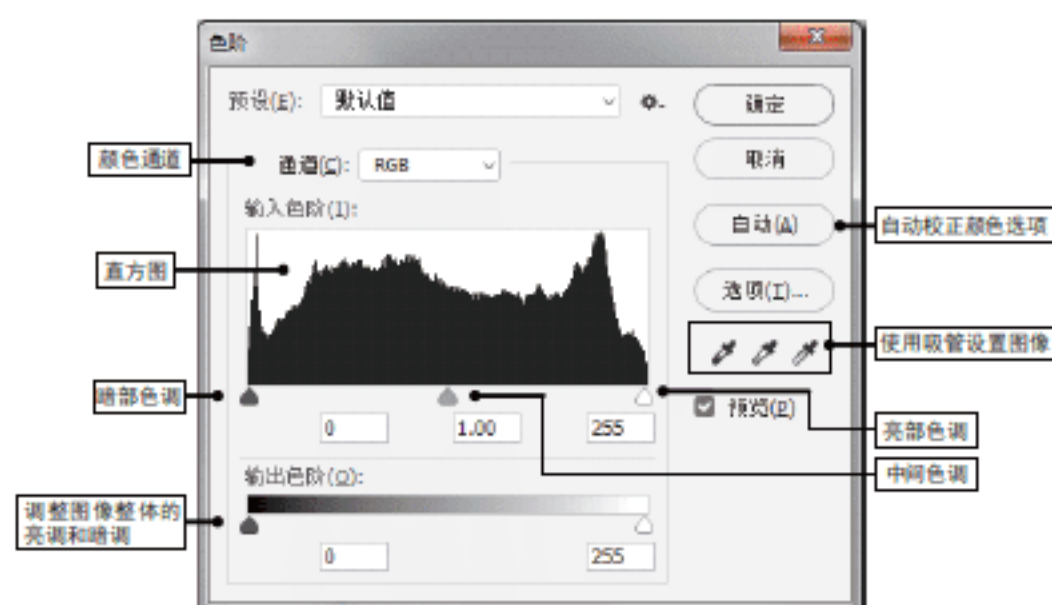 色阶
预设(E): 默认值
确定
颜色通道
通道(C): RGB
取消
输入色阶(I):
自动(A)
自动校正颜色选项
直方图
选项(T)...
使用吸管设置图像
暗部色调
预览(P)
0 1.00 255
亮部色调
中间色调
输出色阶(O):
调整图像整体的
亮调和暗调
0 255